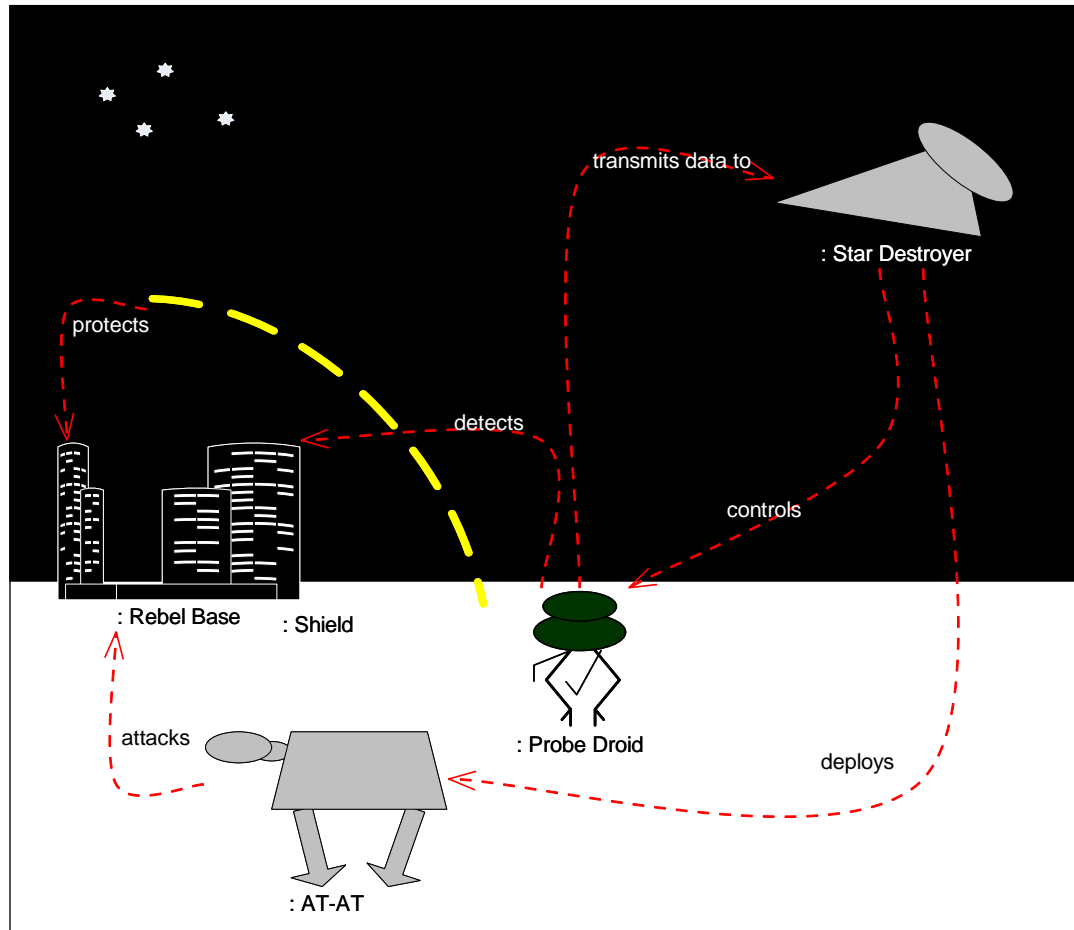 transmits data to
: Star Destroyer
protects
detects
controls
: Rebel Base
: Shield
attacks
: Probe Droid
deploys
: AT-AT